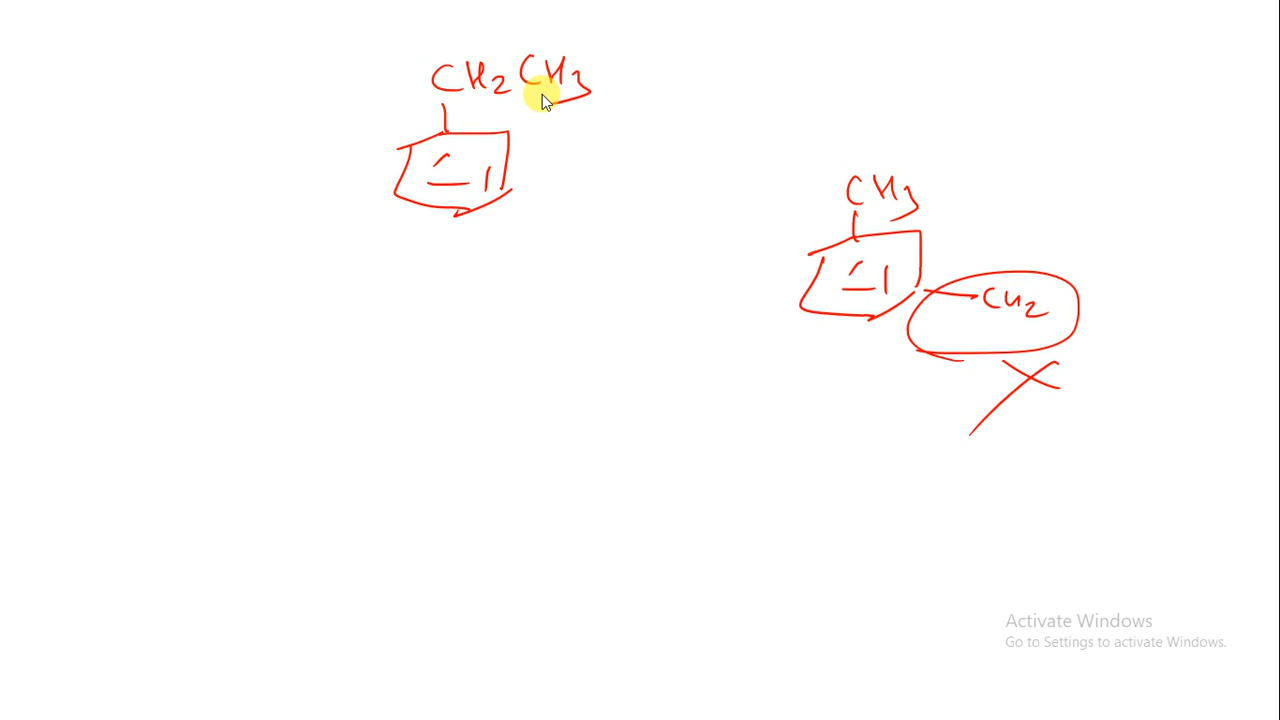 CH2CH3
CH3
CH2
Activate Windows
Go to Settings to activate Windows.